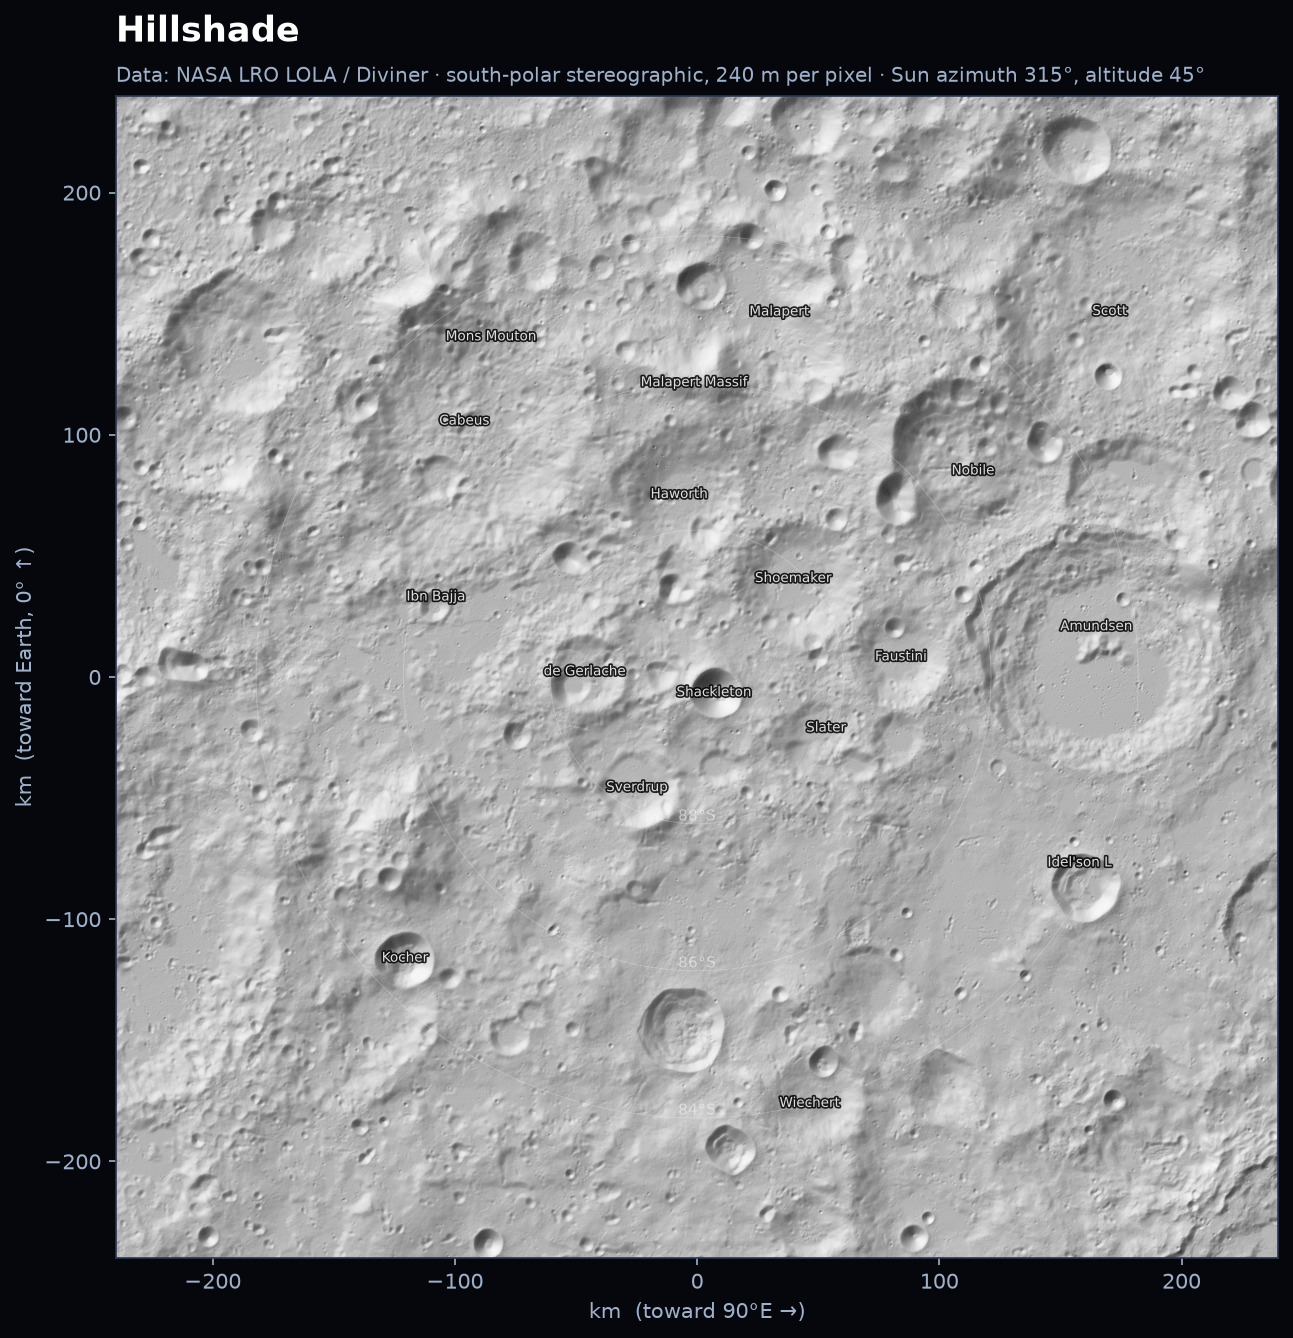 Hillshade
Data: NASA LRO LOLA / Diviner · south-polar stereographic, 240 m per pixel · Sun azimuth 315°, altitude 45°
200
100
0
−100
−200
km (toward Earth, 0° ↑)
Malapert
Scott
Mons Mouton
Malapert Massif
Cabeus
Nobile
Haworth
Shoemaker
Ibn Bajja
Amundsen
Faustini
de Gerlache
Shackleton
Slater
Sverdrup
88°S
Idel'son L
Kocher
86°S
Wiechert
84°S
−200
−100
0
100
200
km (toward 90°E →)